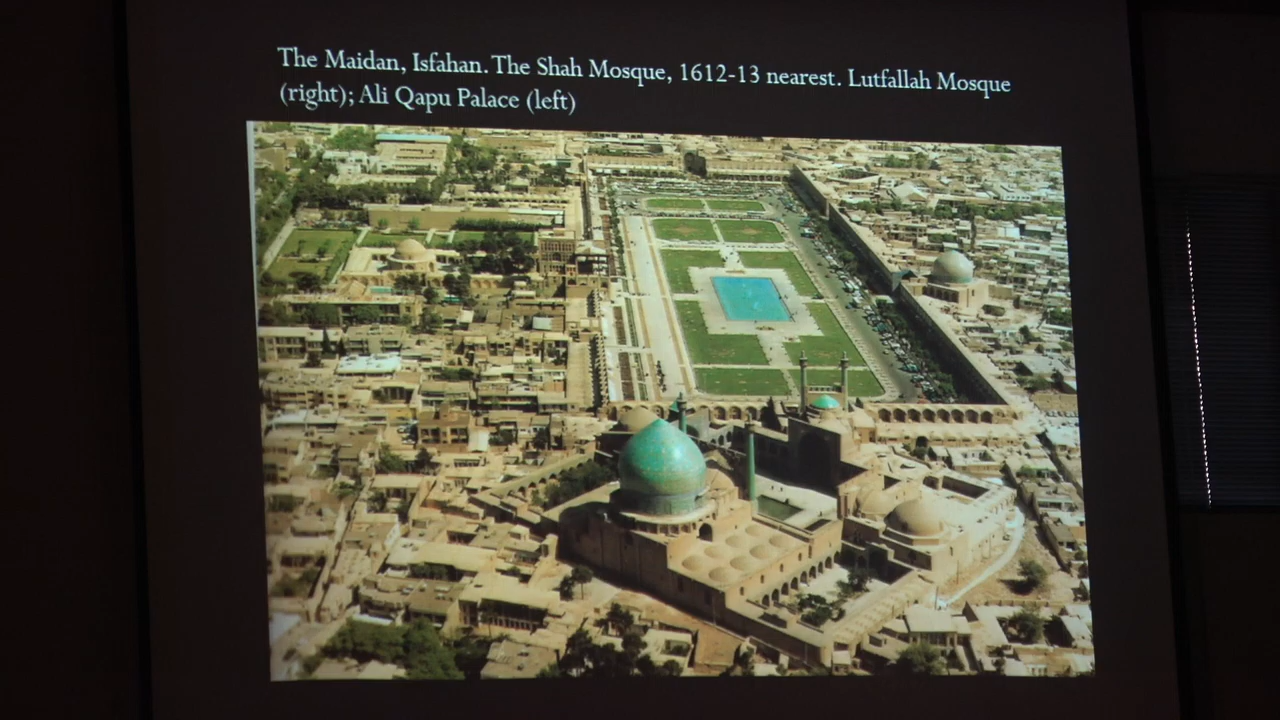 The Maidan, Isfahan. The Shah Mosque, 1612-13 nearest. Lutfallah Mosque
(right); Ali Qapu Palace (left)